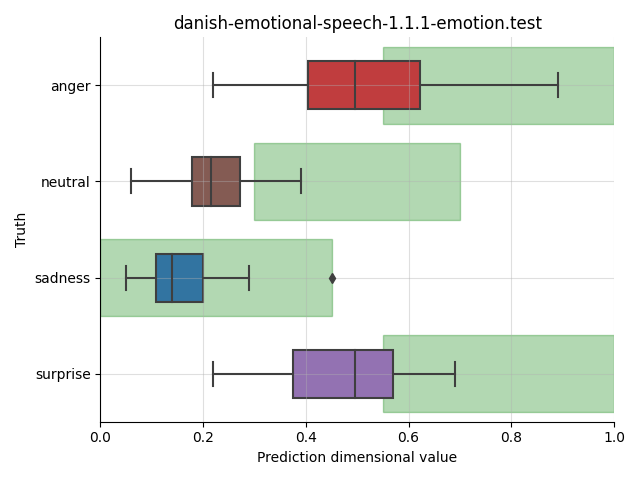 danish-emotional-speech-1.1.1-emotion.test
Truth
anger
neutral
sadness
surprise
0.0 0.2 0.4 0.6 0.8 1.0
Prediction dimensional value